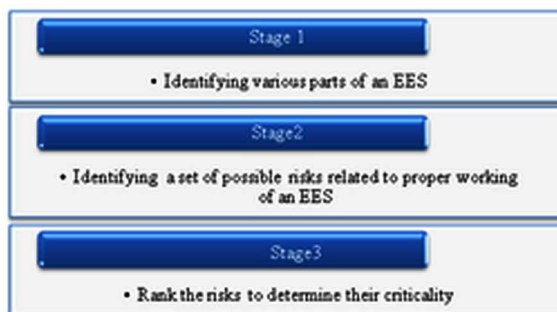 Stage 1
• Identifying various parts of an EES
Stage2
• Identifying a set of possible risks related to proper working
of an EES
Stage3
• Rank the risks to determine their criticality